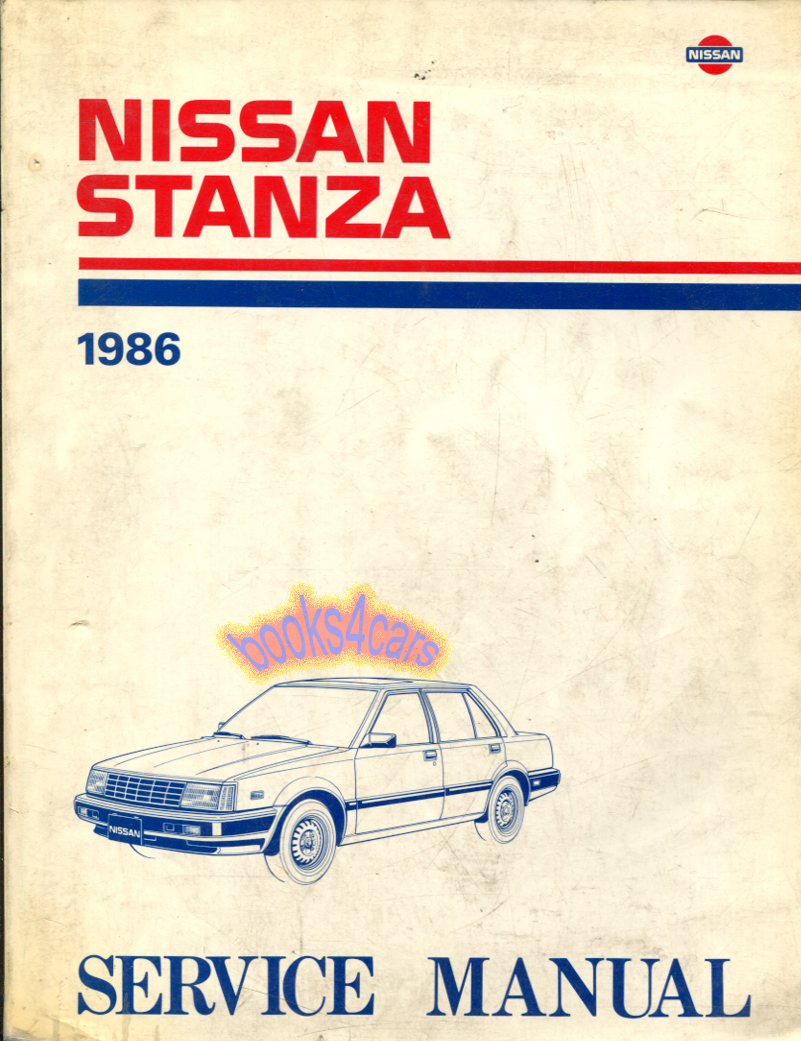 NISSAN
NISSAN
STANZA
1986
books4cars
NISSAN
SERVICE MANUAL